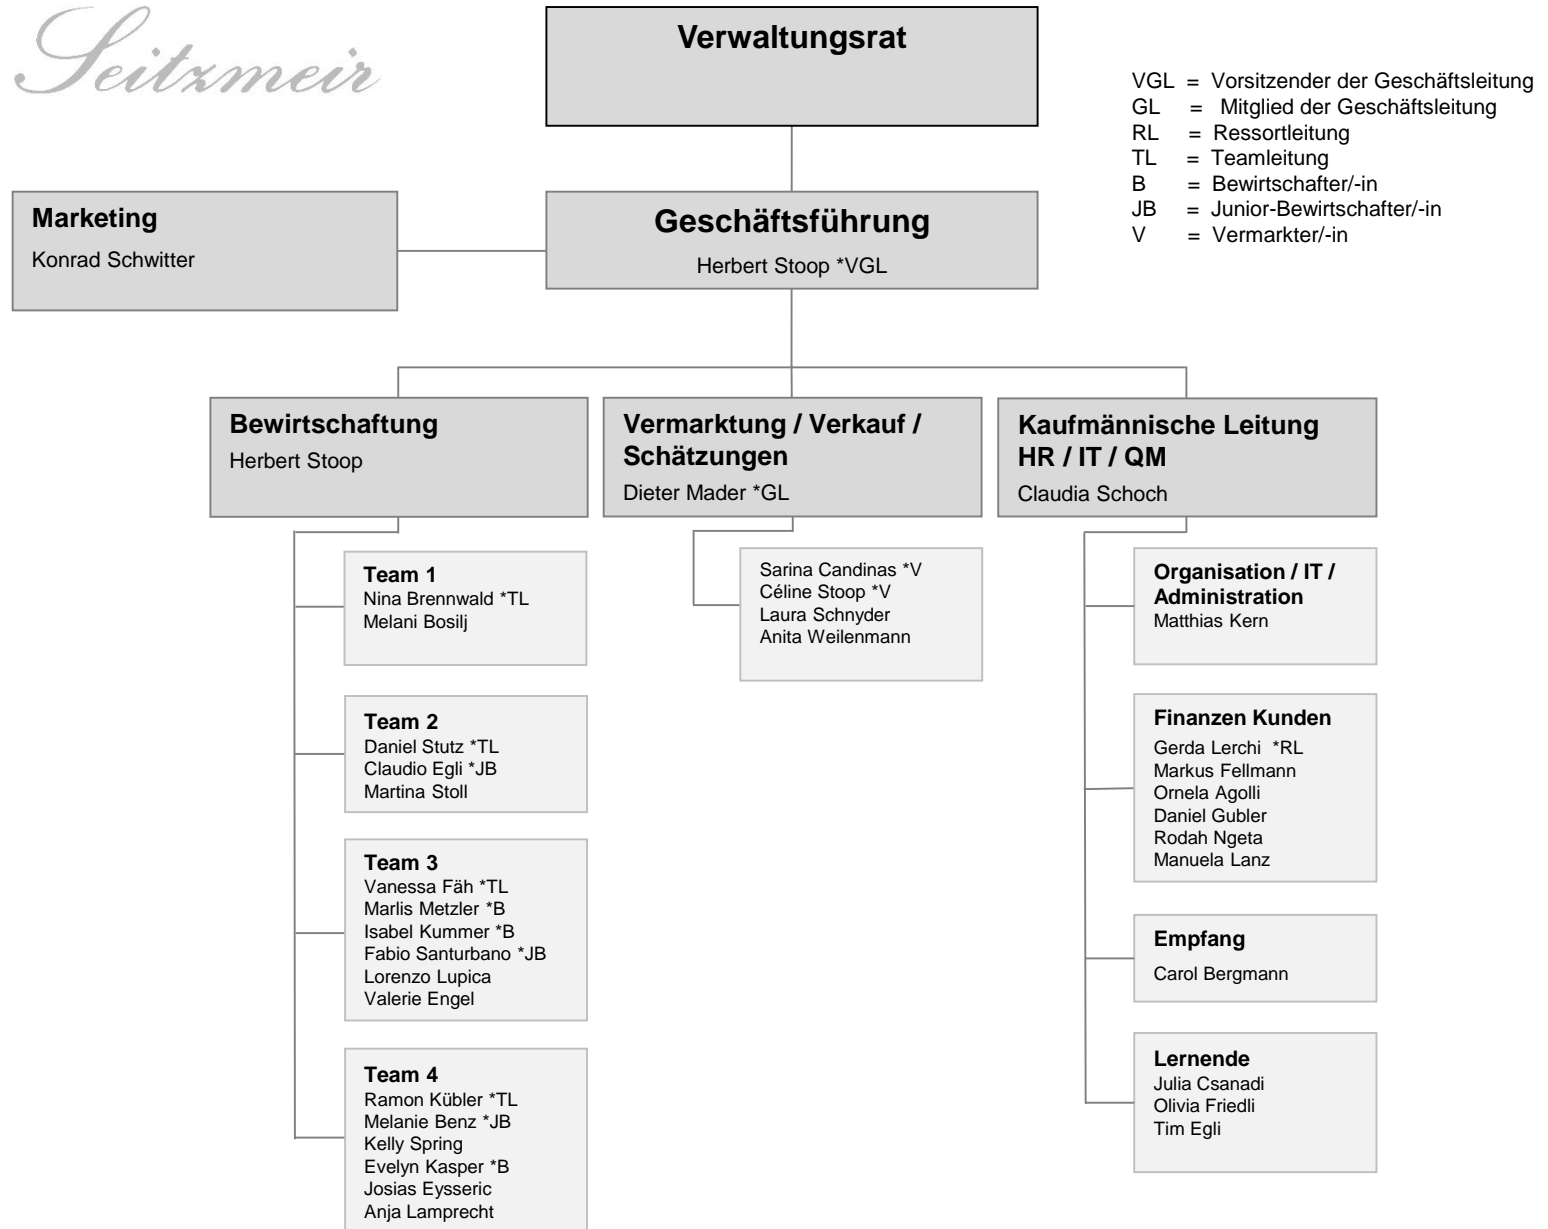 Seitzmeir
Verwaltungsrat
VGL = Vorsitzender der Geschäftsleitung
GL = Mitglied der Geschäftsleitung
RL = Ressortleitung
TL = Teamleitung
B = Bewirtschafter/-in
JB = Junior-Bewirtschafter/-in
V = Vermarkter/-in
Marketing
Konrad Schwitter
Geschäftsführung
Herbert Stoop *VGL
Bewirtschaftung
Herbert Stoop
Vermarktung / Verkauf /
Schätzungen
Dieter Mader *GL
Kaufmännische Leitung
HR / IT / QM
Claudia Schoch
Team 1
Nina Brennwald *TL
Melani Bosilj
Team 2
Daniel Stutz *TL
Claudio Egli *JB
Martina Stoll
Team 3
Vanessa Fäh *TL
Marlis Metzler *B
Isabel Kummer *B
Fabio Santurbano *JB
Lorenzo Lupica
Valerie Engel
Team 4
Ramon Kübler *TL
Melanie Benz *JB
Kelly Spring
Evelyn Kasper *B
Josias Eysseric
Anja Lamprecht
Sarina Candinas *V
Céline Stoop *V
Laura Schnyder
Anita Weilenmann
Organisation / IT /
Administration
Matthias Kern
Finanzen Kunden
Gerda Lerchi *RL
Markus Fellmann
Ornela Agolli
Daniel Gubler
Rodah Ngeta
Manuela Lanz
Empfang
Carol Bergmann
Lernende
Julia Csanadi
Olivia Friedli
Tim Egli